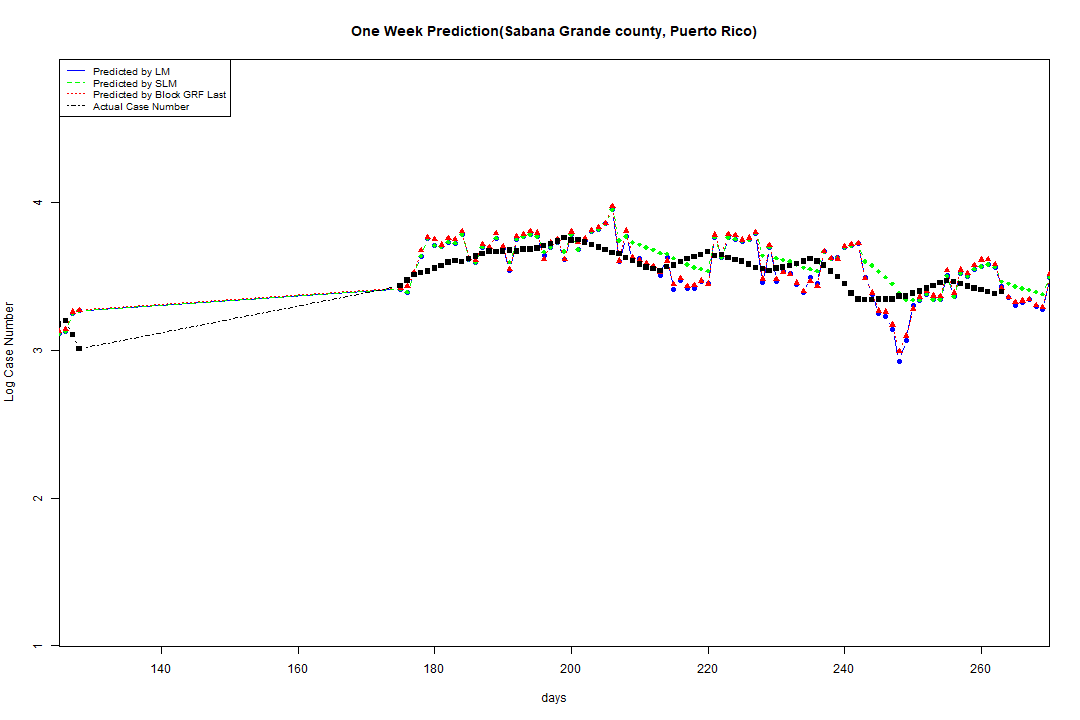 One Week Prediction(Sabana Grande county, Puerto Rico)
Predicted by LM
Predicted by SLM
Predicted by Block GRF Last
Actual Case Number
Log Case Number
4
3
2
1
140 160 180 200 220 240 260
days